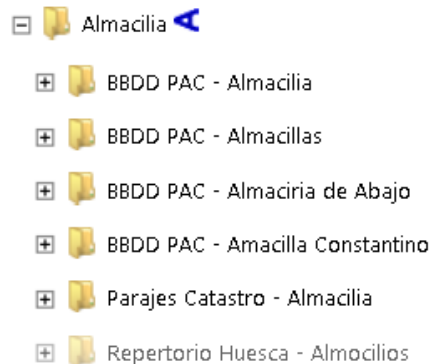 Almacilia
BBDD PAC - Almacilia
BBDD PAC - Almacillas
BBDD PAC - Almaciria de Abajo
BBDD PAC - Amacilla Constantino
Parajes Catastro - Almacilia
Repertorio Huesca - Almocilios